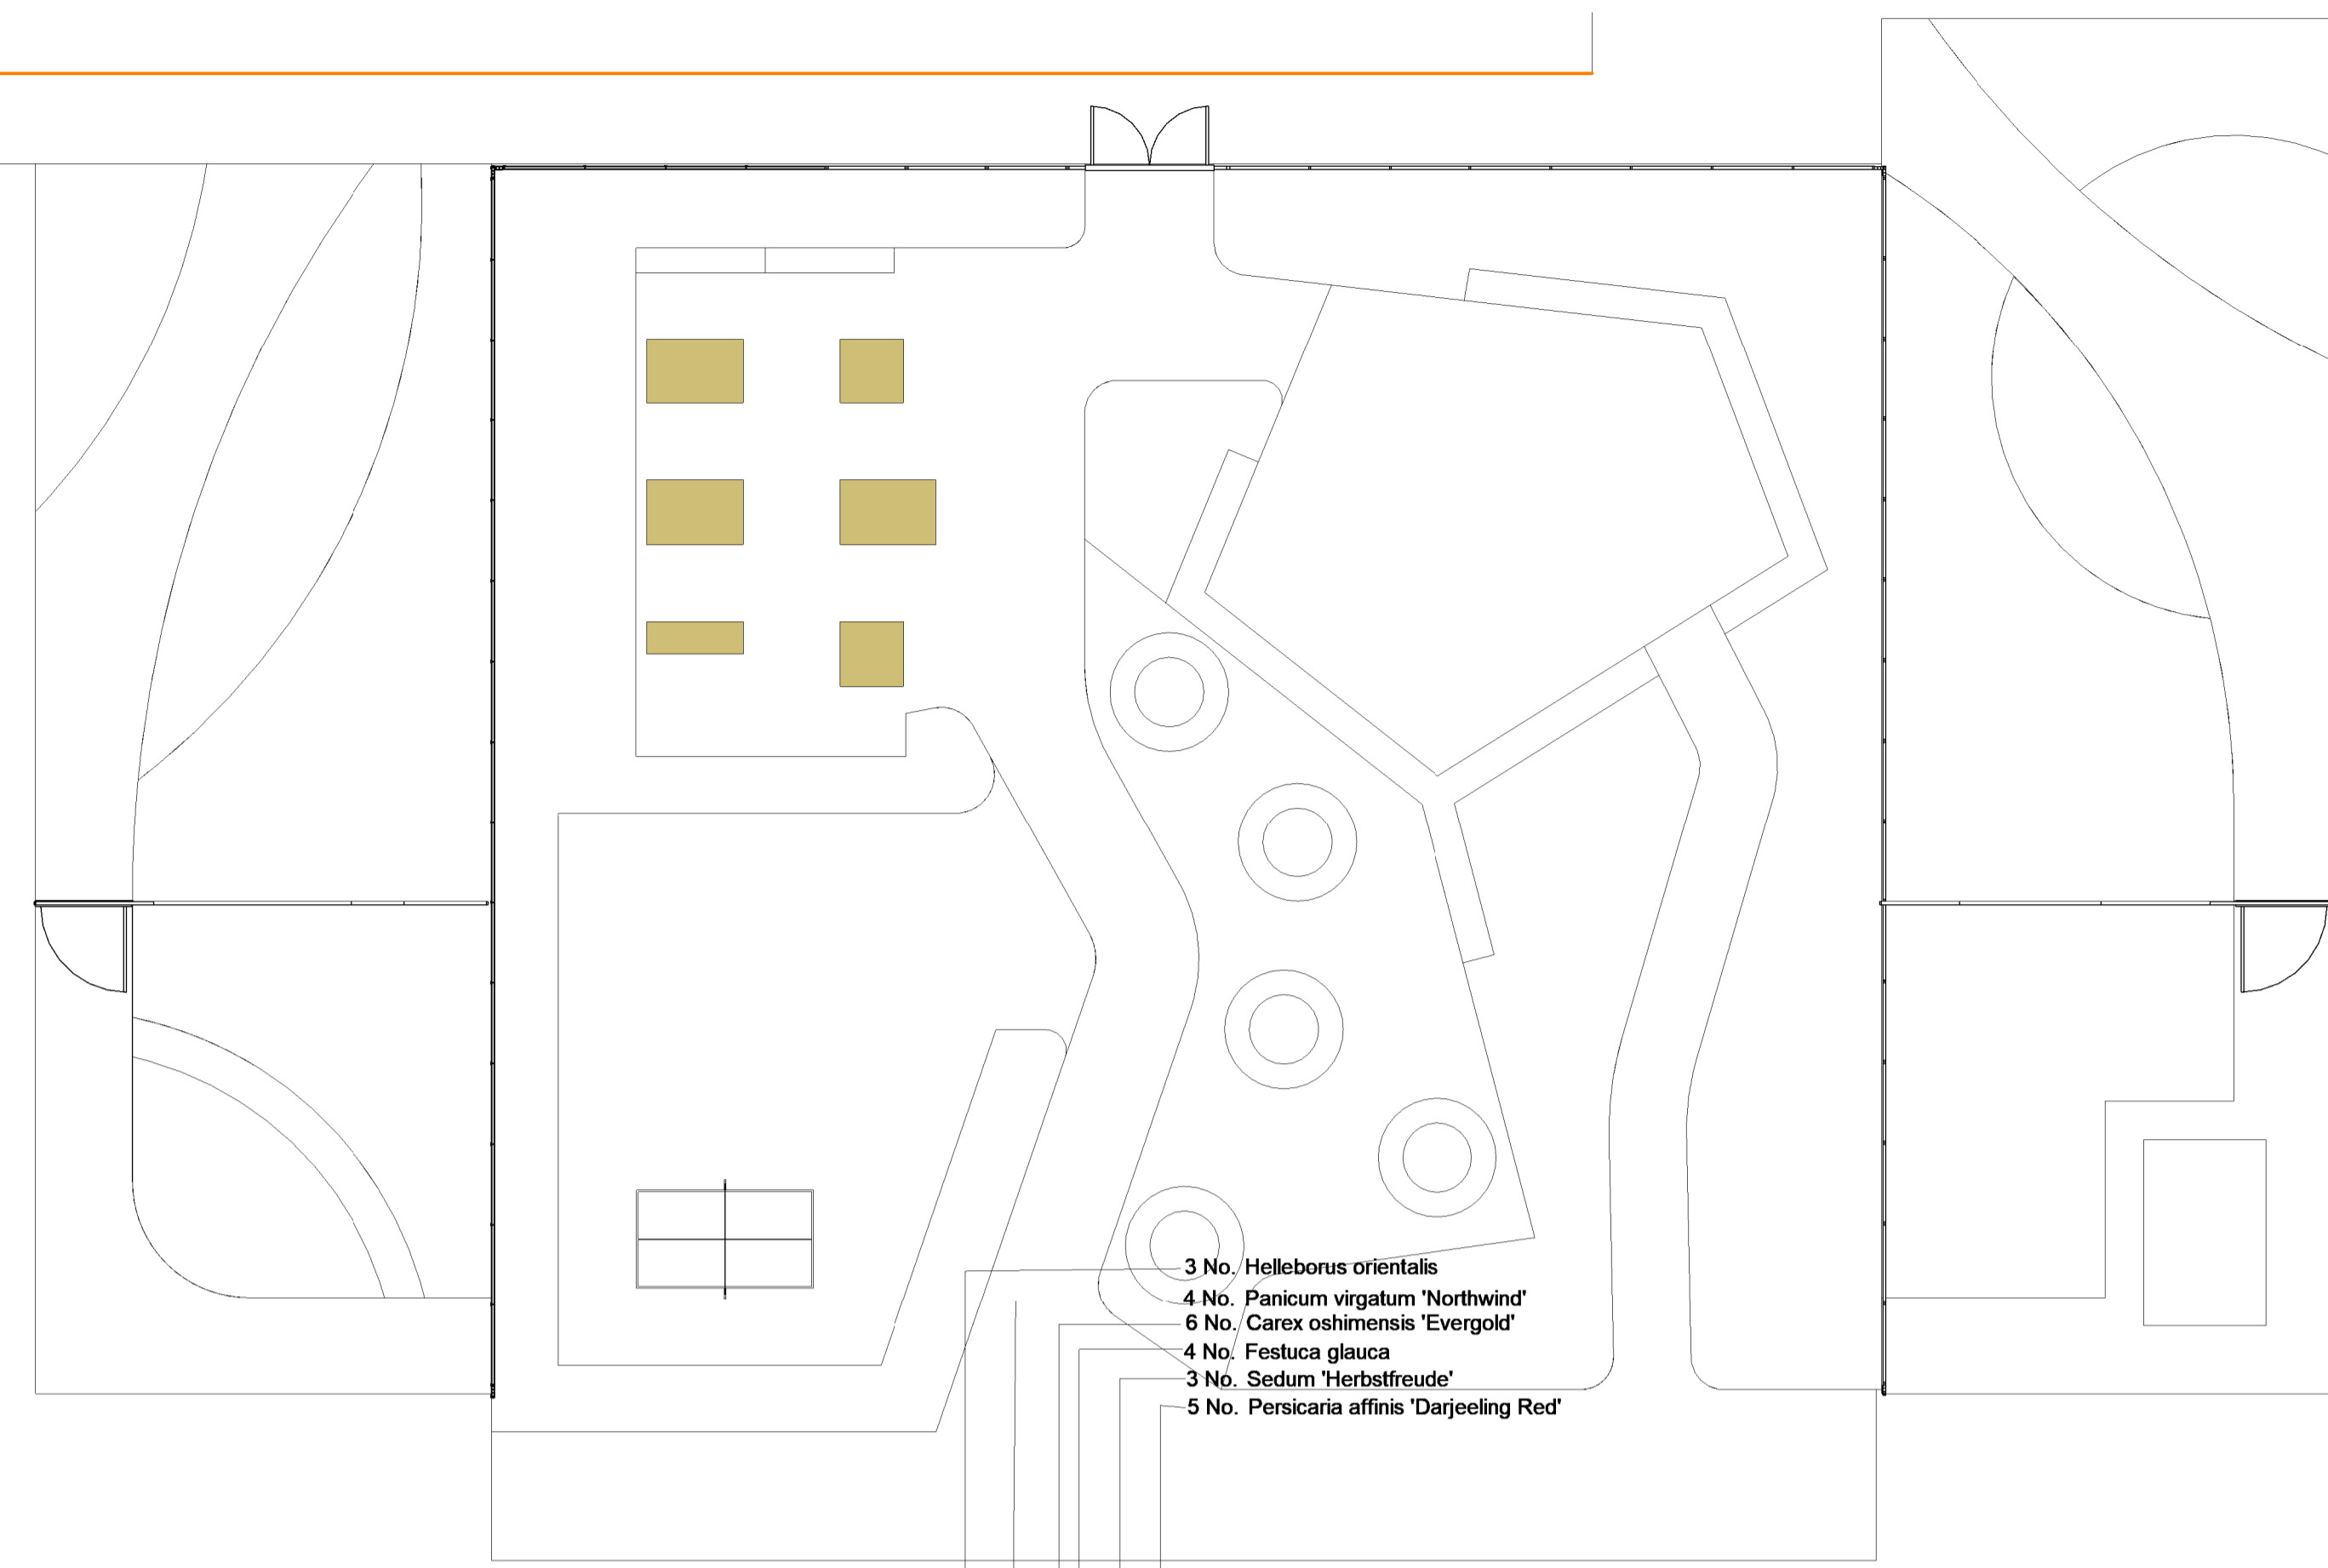 3 No. Helleborus orientalis
4 No. Panicum virgatum 'Northwind'
6 No. Carex oshimensis 'Evergold'
4 No. Festuca glauca
3 No. Sedum 'Herbstfreude'
5 No. Persicaria affinis 'Darjeeling Red'